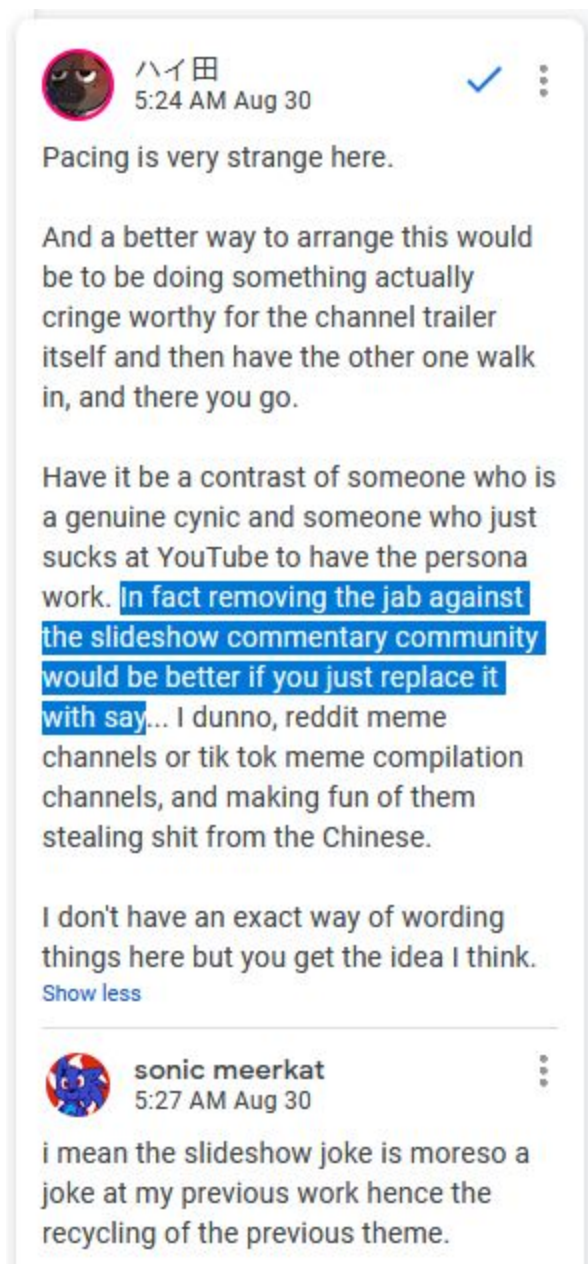 ハイ田
5:24 AM Aug 30
Pacing is very strange here.
And a better way to arrange this would
be to be doing something actually
cringe worthy for the channel trailer
itself and then have the other one walk
in, and there you go.
Have it be a contrast of someone who is
a genuine cynic and someone who just
sucks at YouTube to have the persona
work. In fact removing the jab against
the slideshow commentary community
would be better if you just replace it
with say... I dunno, reddit meme
channels or tik tok meme compilation
channels, and making fun of them
stealing shit from the Chinese.
I don't have an exact way of wording
things here but you get the idea I think.
Show less
sonic meerkat
5:27 AM Aug 30
i mean the slideshow joke is moreso a
joke at my previous work hence the
recycling of the previous theme.